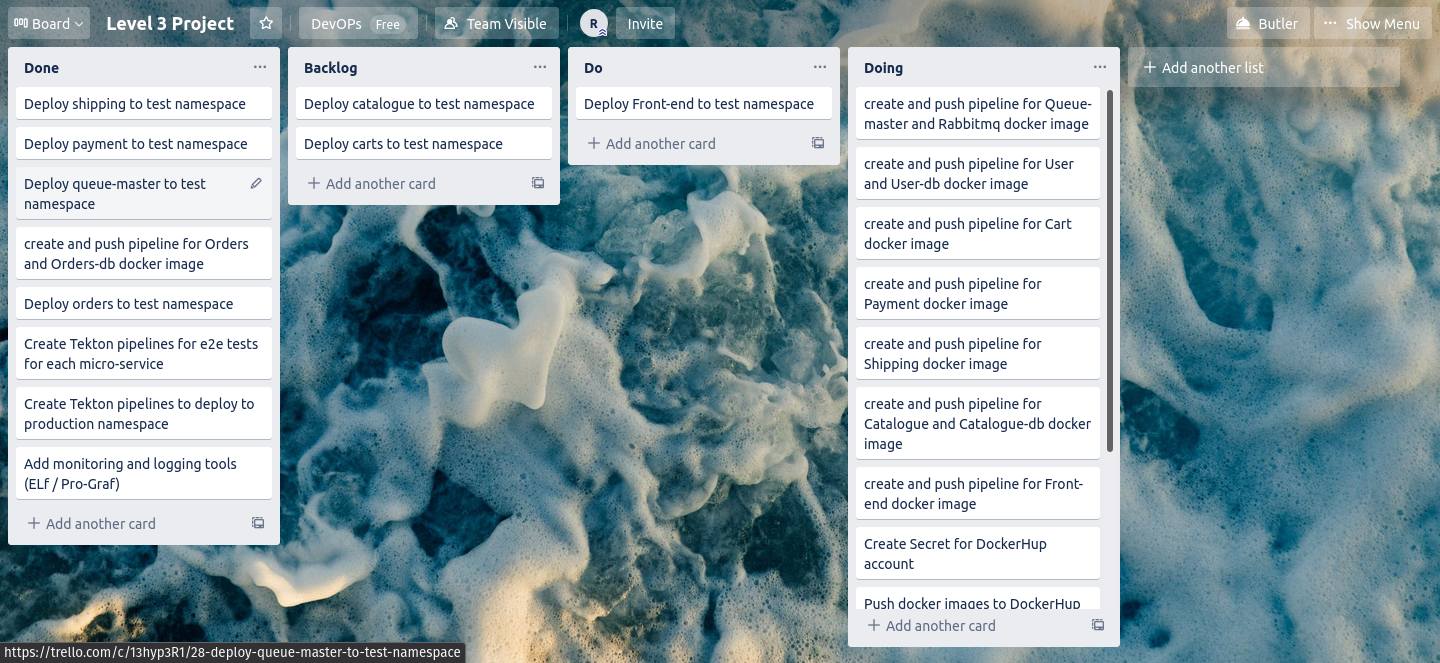 Board
Level 3 Project
DevOPs Free
Team Visible
R
Invite
Butler
Show Menu
Done
Deploy shipping to test namespace
Deploy payment to test namespace
Deploy queue-master to test
namespace
create and push pipeline for Orders
and Orders-db docker image
Deploy orders to test namespace
Create Tekton pipelines for e2e tests
for each micro-service
Create Tekton pipelines to deploy to
production namespace
Add monitoring and logging tools
(ELf / Pro-Graf)
Add another card
Backlog
Deploy catalogue to test namespace
Deploy carts to test namespace
Add another card
Do
Deploy Front-end to test namespace
Add another card
Doing
create and push pipeline for Queue-
master and Rabbitmq docker image
create and push pipeline for User
and User-db docker image
create and push pipeline for Cart
docker image
create and push pipeline for
Payment docker image
create and push pipeline for
Shipping docker image
create and push pipeline for
Catalogue and Catalogue-db docker
image
create and push pipeline for Front-
end docker image
Create Secret for DockerHup
account
Push docker images to DockerHup
Add another card
Add another list
https://trello.com/c/13hyp3R1/28-deploy-queue-master-to-test-namespace